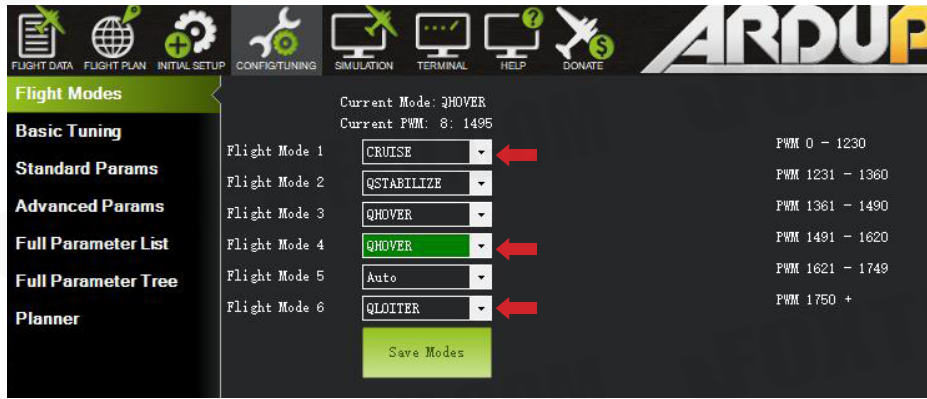 FLIGHT DATA FLIGHT PLAN INITIAL SETUP CONFIG/TUNING SIMULATION TERMINAL HELP DONATE
ARDUP
Flight Modes
Basic Tuning
Standard Params
Advanced Params
Full Parameter List
Full Parameter Tree
Planner
Current Mode: QHOVER
Current PWM: 8: 1495
Flight Mode 1 CRUISE PWM 0 - 1230
Flight Mode 2 QSTABILIZE PWM 1231 - 1360
Flight Mode 3 QHOVER PWM 1361 - 1490
Flight Mode 4 QHOVER PWM 1491 - 1620
Flight Mode 5 Auto PWM 1621 - 1749
Flight Mode 6 QLOITER PWM 1750 +
Save Modes